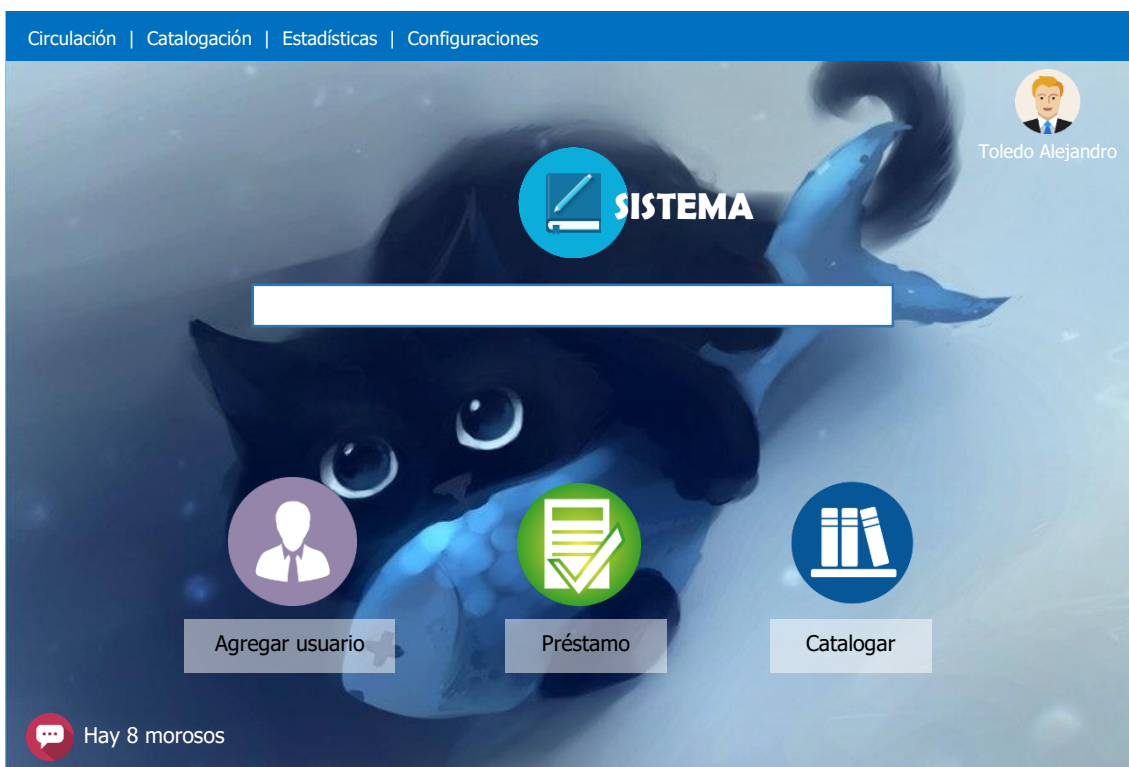 Circulación | Catalogación | Estadísticas | Configuraciones
Toledo Alejandro
SISTEMA
Agregar usuario
Préstamo
Catalogar
Hay 8 morosos